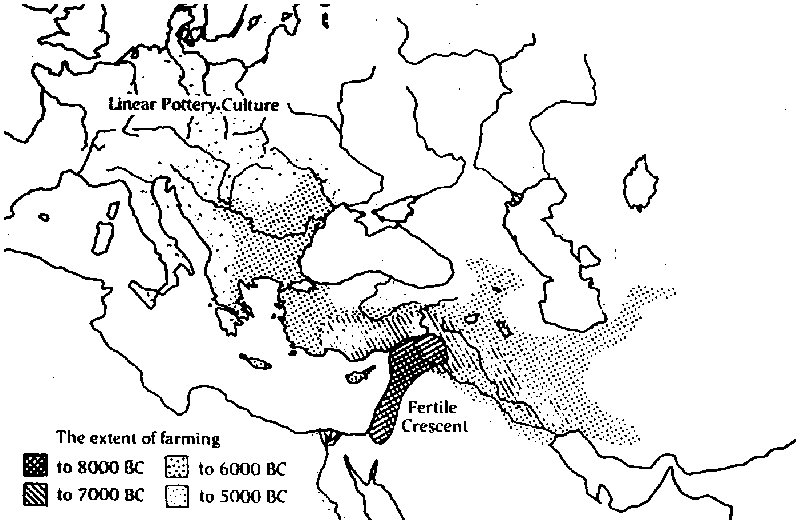 Linear Pottery Culture
Fertile
Crescent
The extent of farming
to 8000 BC
to 6000 BC
to 7000 BC
to 5000 BC